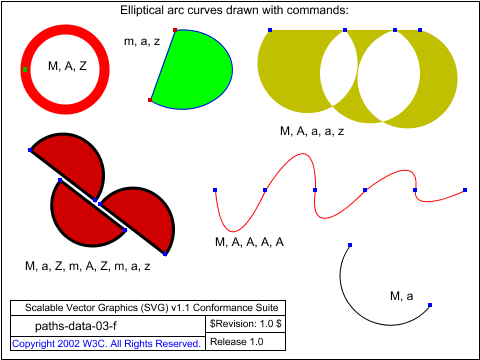 Elliptical arc curves drawn with commands:
M, A, Z
m, a, z
M, A, a, a, z
M, a, Z, m, A, Z, m, a, z
M, A, A, A, A
M, a
Scalable Vector Graphics (SVG) v1.1 Conformance Suite
paths-data-03-f
$Revision: 1.0 $
Copyright 2002 W3C. All Rights Reserved.
Release 1.0